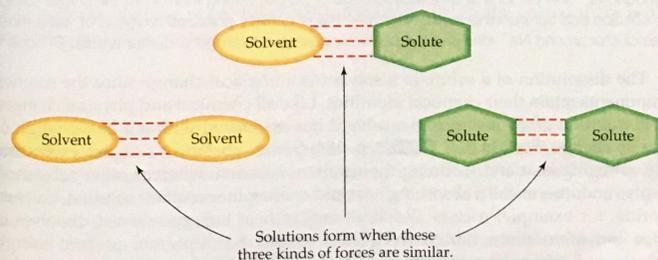 Solvent Solute
Solvent Solvent Solute Solute
Solutions form when these
three kinds of forces are similar.